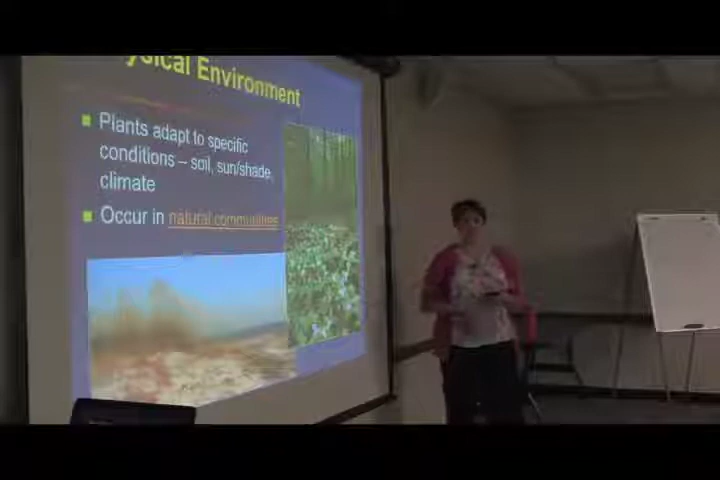 ysical Environment
Plants adapt to specific
conditions – soil, sun/shade,
climate
Occur in natural communities